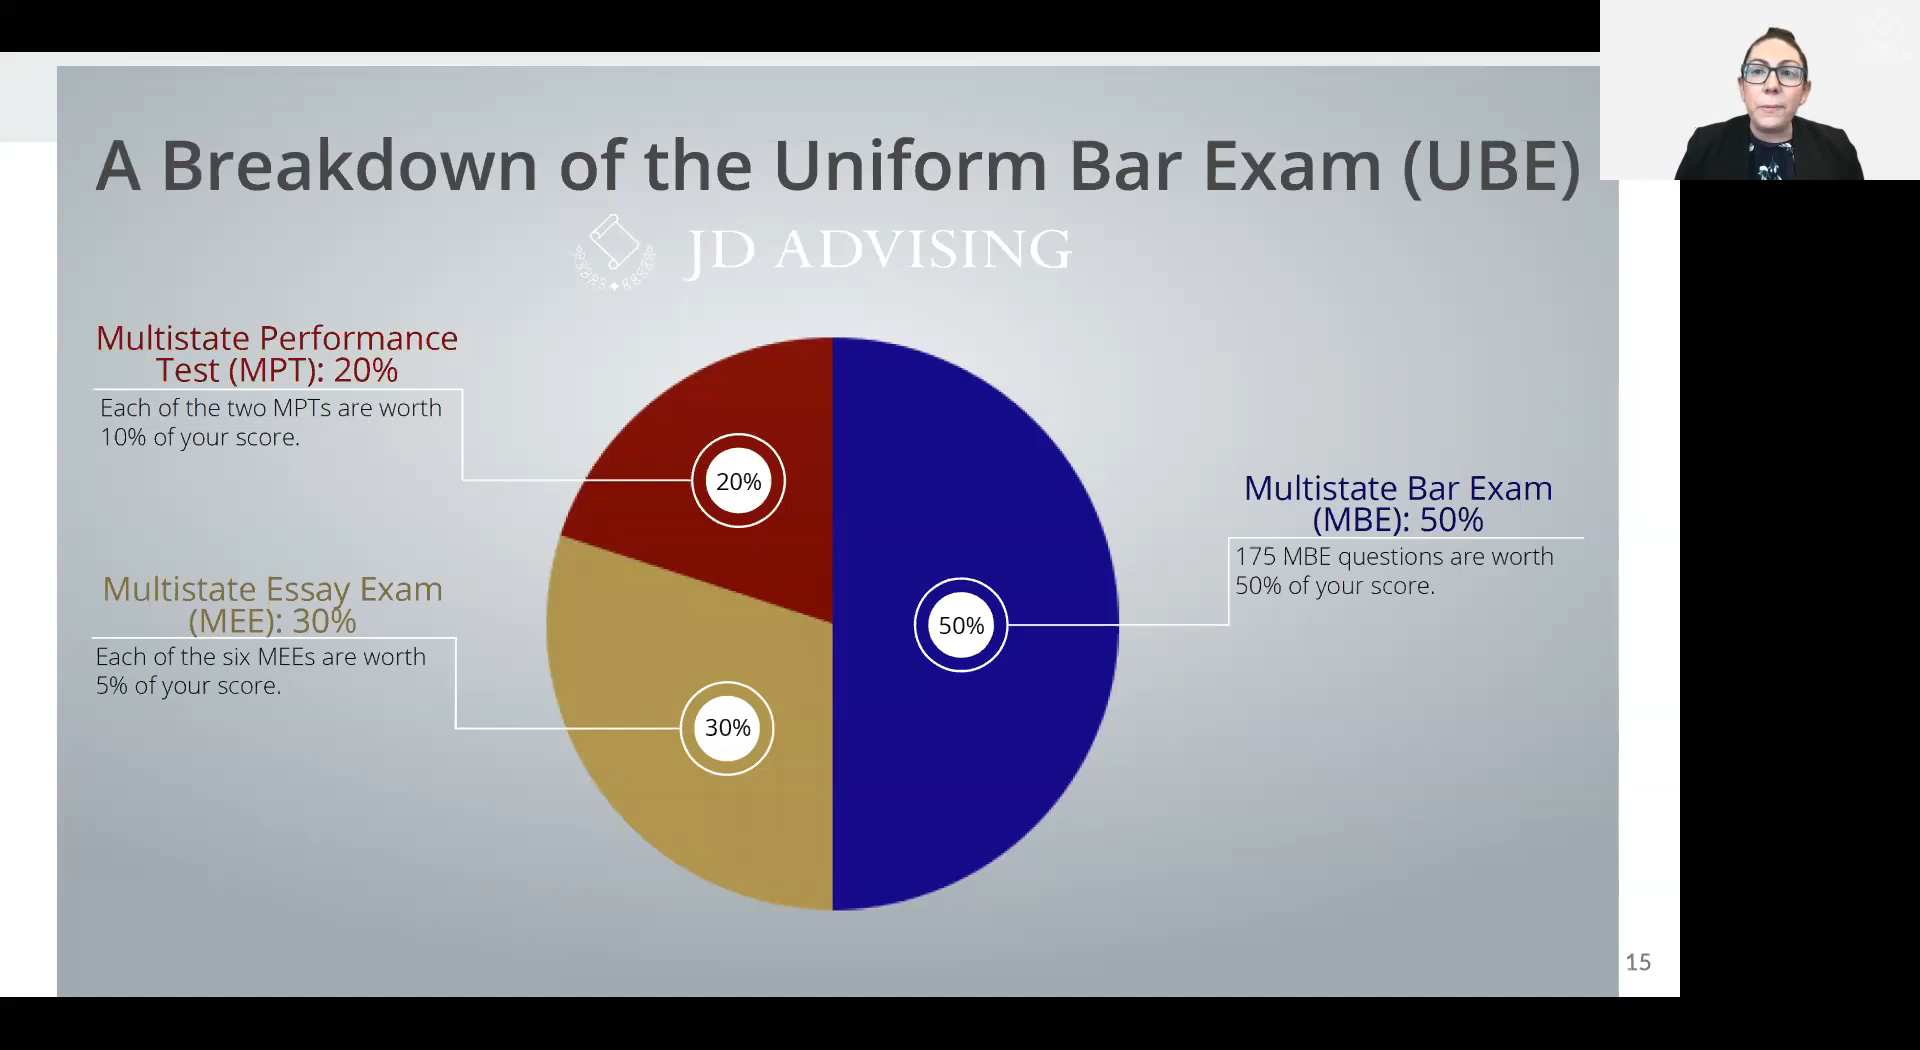 A Breakdown of the Uniform Bar Exam (UBE)
JD ADVISING
Multistate Performance
Test (MPT): 20%
Each of the two MPTs are worth
10% of your score.
20%
Multistate Bar Exam
(MBE): 50%
175 MBE questions are worth
50% of your score.
50%
Multistate Essay Exam
(MEE): 30%
Each of the six MEEs are worth
5% of your score.
30%
15